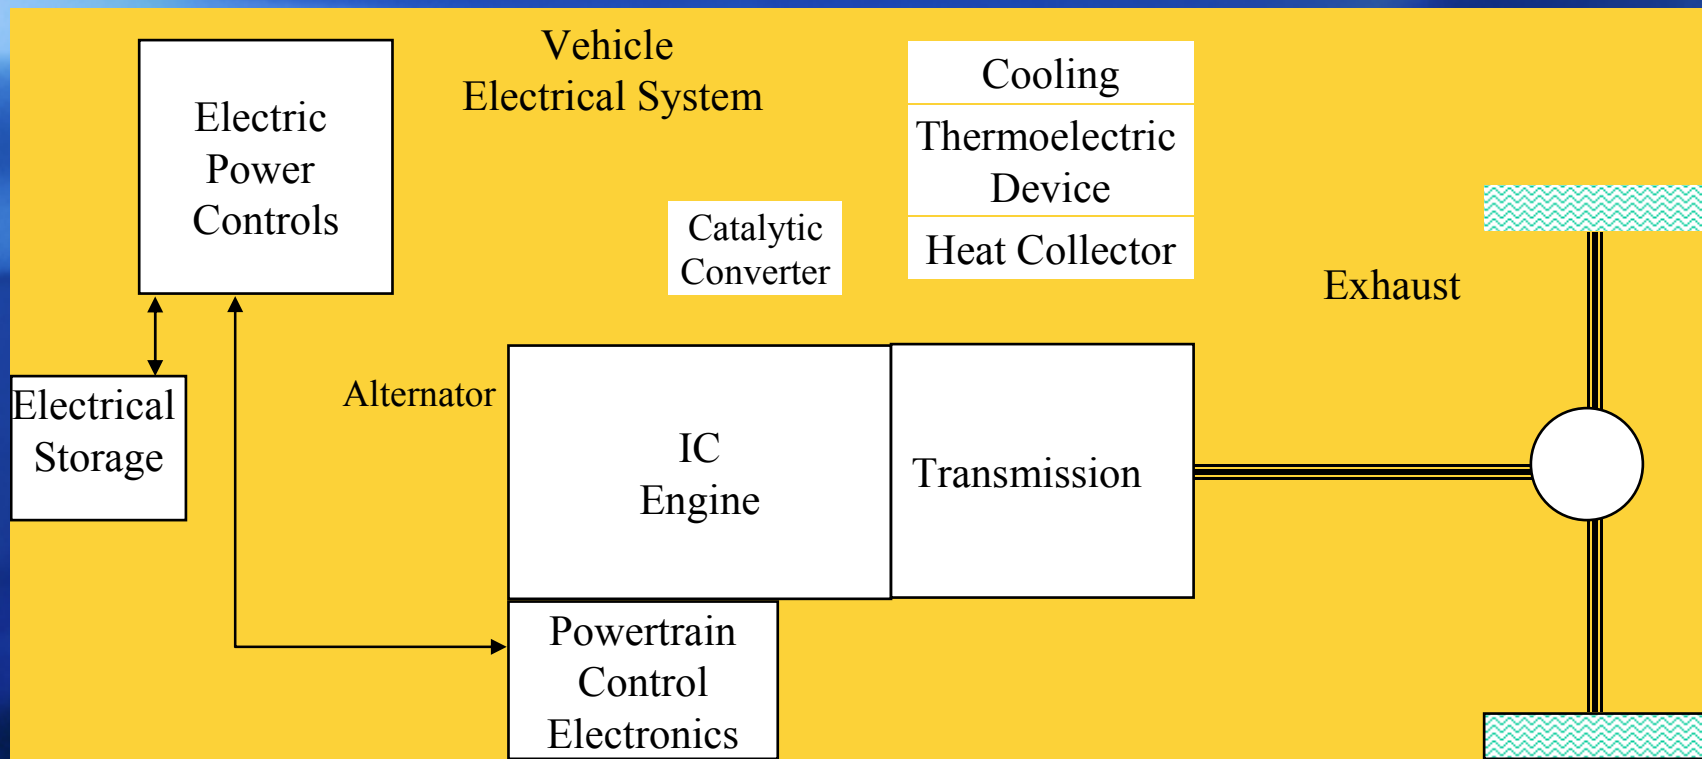 Vehicle
Electrical System
Electric
Power
Controls
Cooling
Thermoelectric
Device
Heat Collector
Catalytic
Converter
Exhaust
Electrical
Storage
Alternator
IC
Engine
Transmission
Powertrain
Control
Electronics